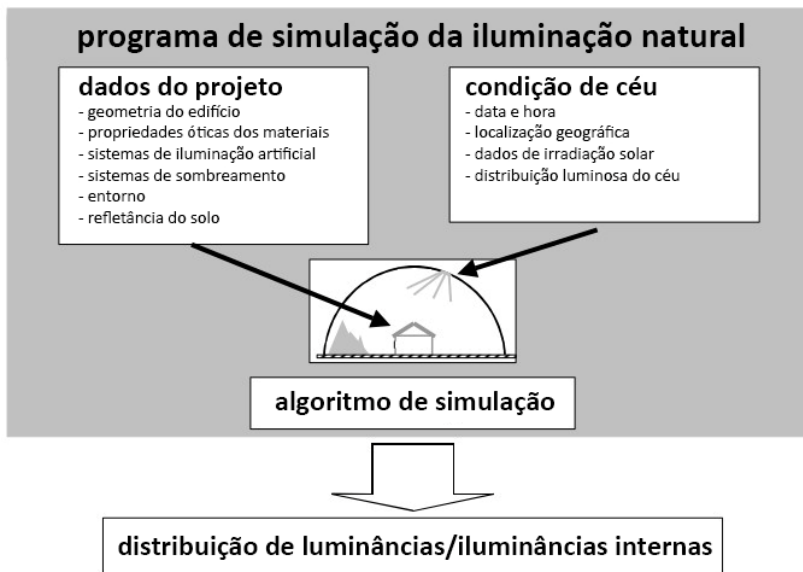 programa de simulação da iluminação natural
dados do projeto
- geometria do edifício
- propriedades óticas dos materiais
- sistemas de iluminação artificial
- sistemas de sombreamento
- entorno
- refletância do solo
condição de céu
- data e hora
- localização geográfica
- dados de irradiação solar
- distribuição luminosa do céu
algoritmo de simulação
distribuição de luminâncias/iluminâncias internas